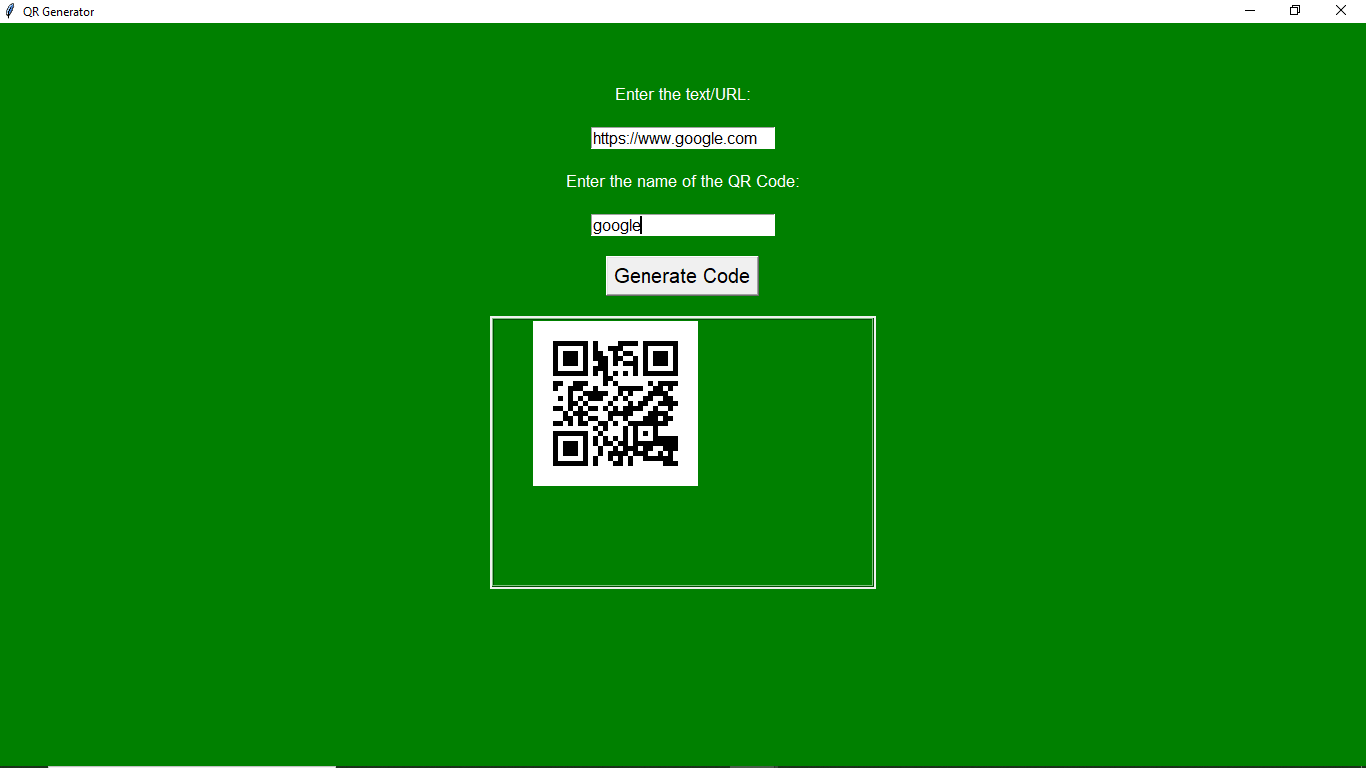 QR Generator
Enter the text/URL:
https://www.google.com
Enter the name of the QR Code:
google
Generate Code